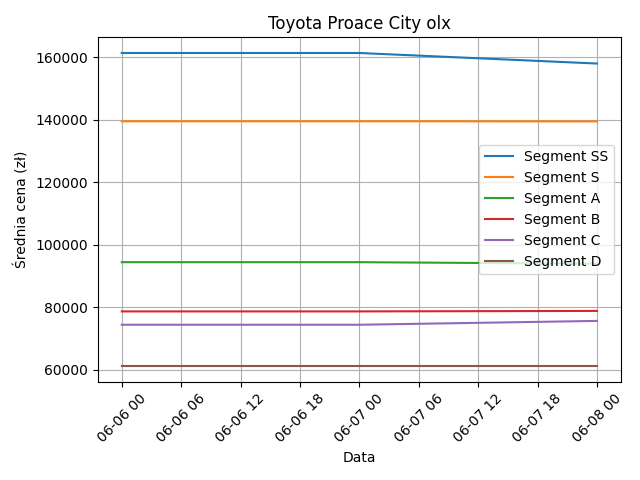 Toyota Proace City olx
160000
140000
120000
100000
80000
60000
Średnia cena (zł)
Segment SS
Segment S
Segment A
Segment B
Segment C
Segment D
06-06 00
06-06 06
06-06 12
06-06 18
06-07 00
06-07 06
06-07 12
06-07 18
06-08 00
Data